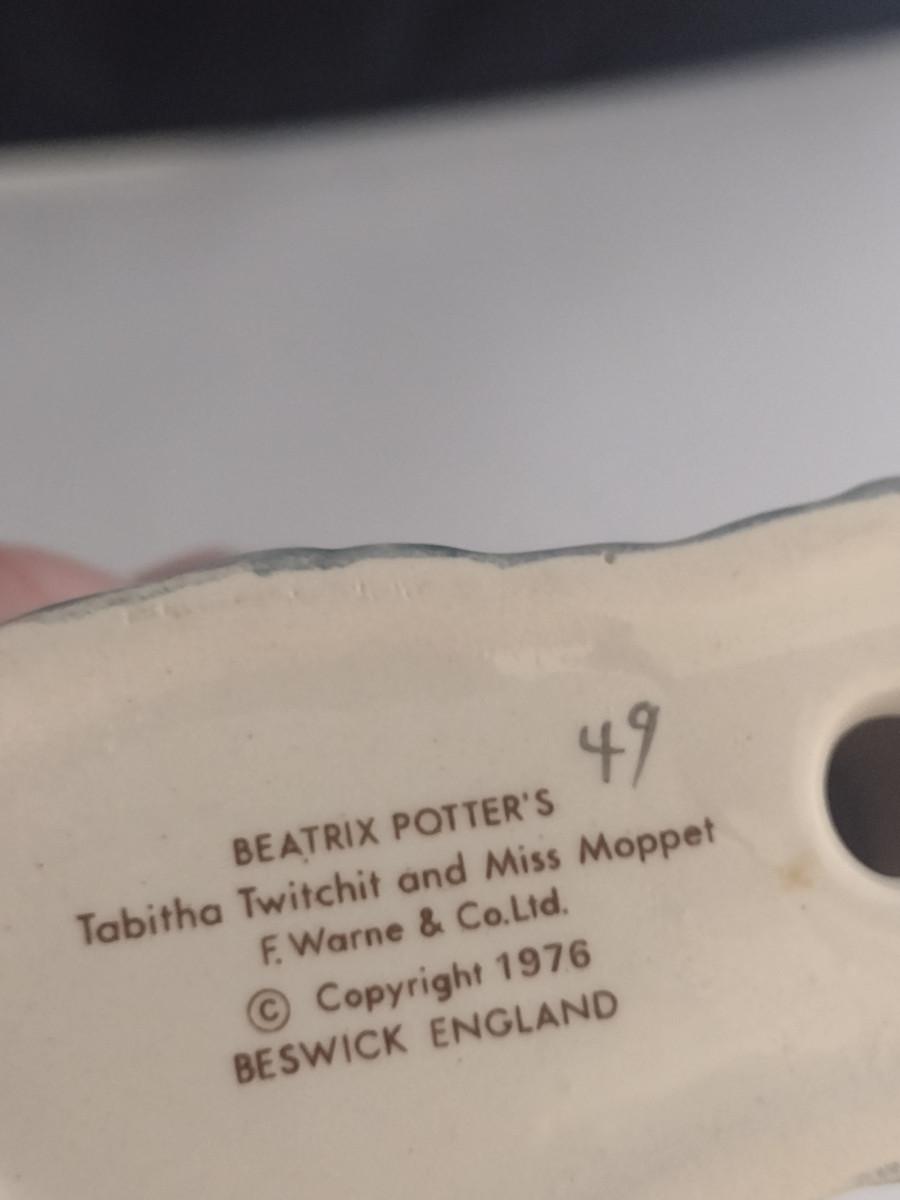 49
BEATRIX POTTER'S
Tabitha Twitchit and Miss Moppet
F. Warne & Co.Ltd.
© Copyright 1976
BESWICK ENGLAND